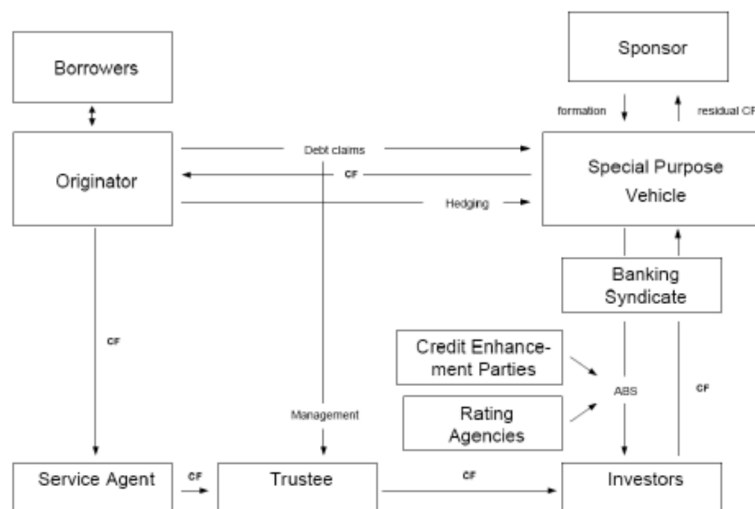 Sponsor
Borrowers
formation
residual CF
Debt claims
Originator
CF
Special Purpose
Vehicle
Hedging
Banking
Syndicate
CF
Credit Enhance-
ment Parties
ABS
CF
Rating
Agencies
Management
Service Agent
CF
Trustee
CF
Investors